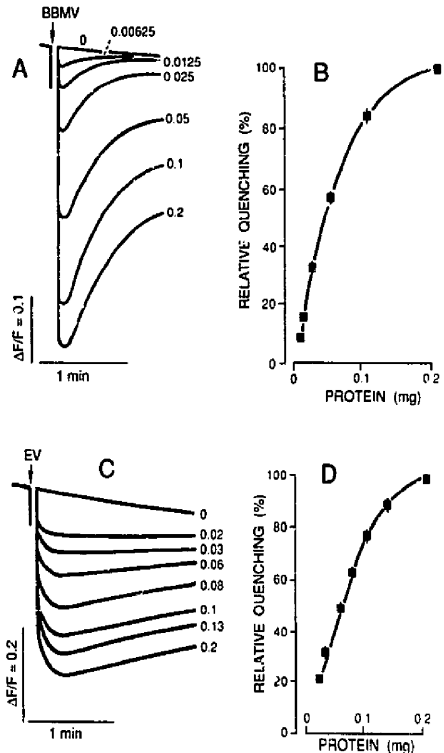 A
BBMV
0
0.00625
0.0125
0.025
0.05
0.1
0.2
ΔF/F = 0.1
1 min
B
RELATIVE QUENCHING (%)
100
80
60
40
20
0
0
0.1
0.2
PROTEIN (mg)
C
EV
0
0.02
0.03
0.06
0.08
0.1
0.13
0.2
ΔF/F = 0.2
1 min
D
RELATIVE QUENCHING (%)
100
80
60
40
20
0
0
0.1
0.2
PROTEIN (mg)